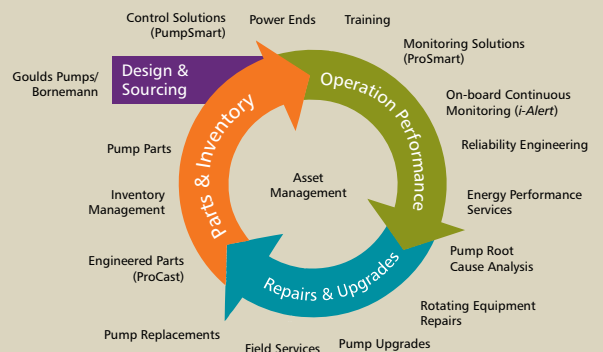 Control Solutions
(PumpSmart)
Power Ends
Training
Monitoring Solutions
(ProSmart)
Goulds Pumps/
Bornemann
Design &
Sourcing
Operation Performance
On-board Continuous
Monitoring (i-Alert)
Reliability Engineering
Pump Parts
Parts & Inventory
Asset
Management
Inventory
Management
Energy Performance
Services
Engineered Parts
(ProCast)
Pump Root
Cause Analysis
Repairs & Upgrades
Rotating Equipment
Repairs
Pump Replacements
Field Services
Pump Upgrades